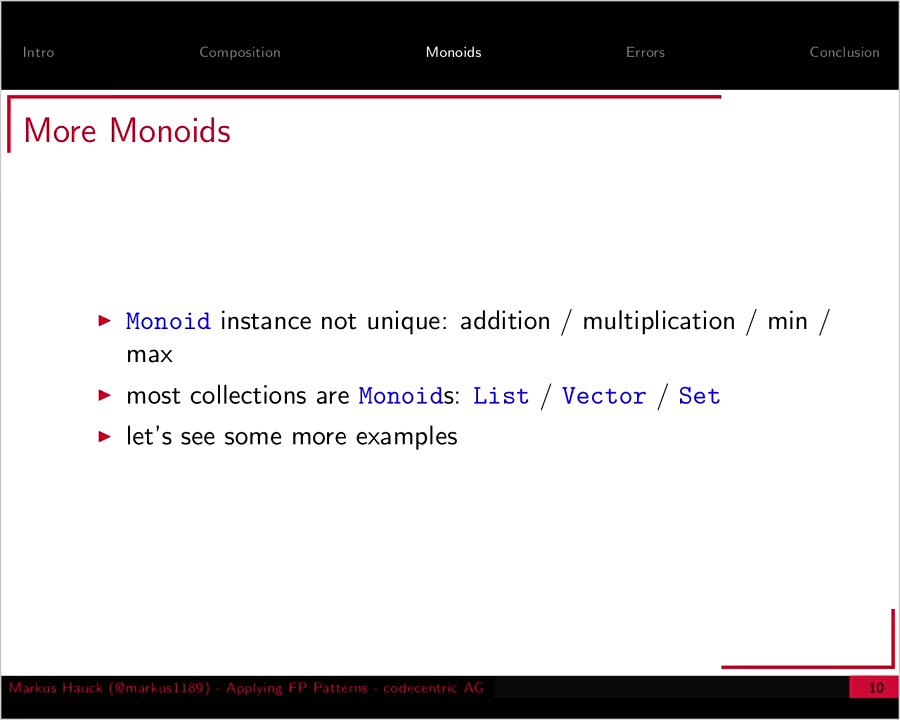 Intro Composition Monoids Errors Conclusion
More Monoids
Monoid instance not unique: addition / multiplication / min /
max
most collections are Monoids: List / Vector / Set
let's see some more examples
Markus Hauck (@markus1189) - Applying FP Patterns - codecentric AG 10